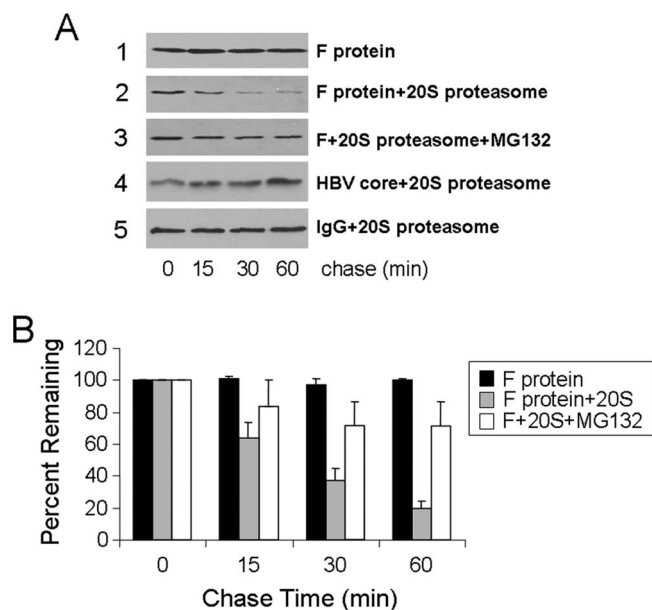 A
1 F protein
2 F protein+20S proteasome
3 F+20S proteasome+MG132
4 HBV core+20S proteasome
5 IgG+20S proteasome
0 15 30 60 chase (min)
B
Percent Remaining
120
100
80
60
40
20
0
0 15 30 60
Chase Time (min)
F protein
F protein+20S
F+20S+MG132